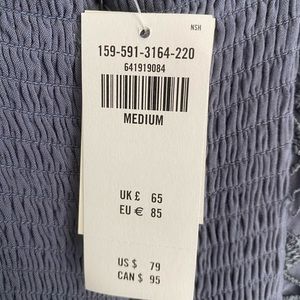 NSH
159-591-3164-220
641919084
MEDIUM
UK £ 65
EU € 85
US $ 79
CAN $ 95